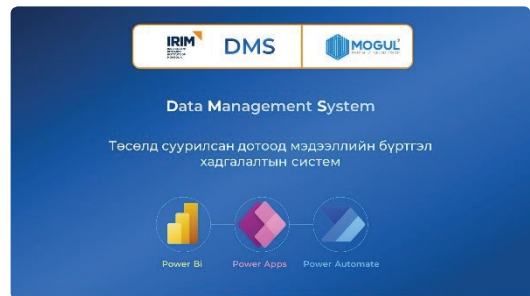 IRIM
DMS
MOGUL
Data Management System
Төсөлд суурилсан дотоод мэдээллийн бүртгэл
хадгалалтын систем
Power Bi
Power Apps
Power Automate